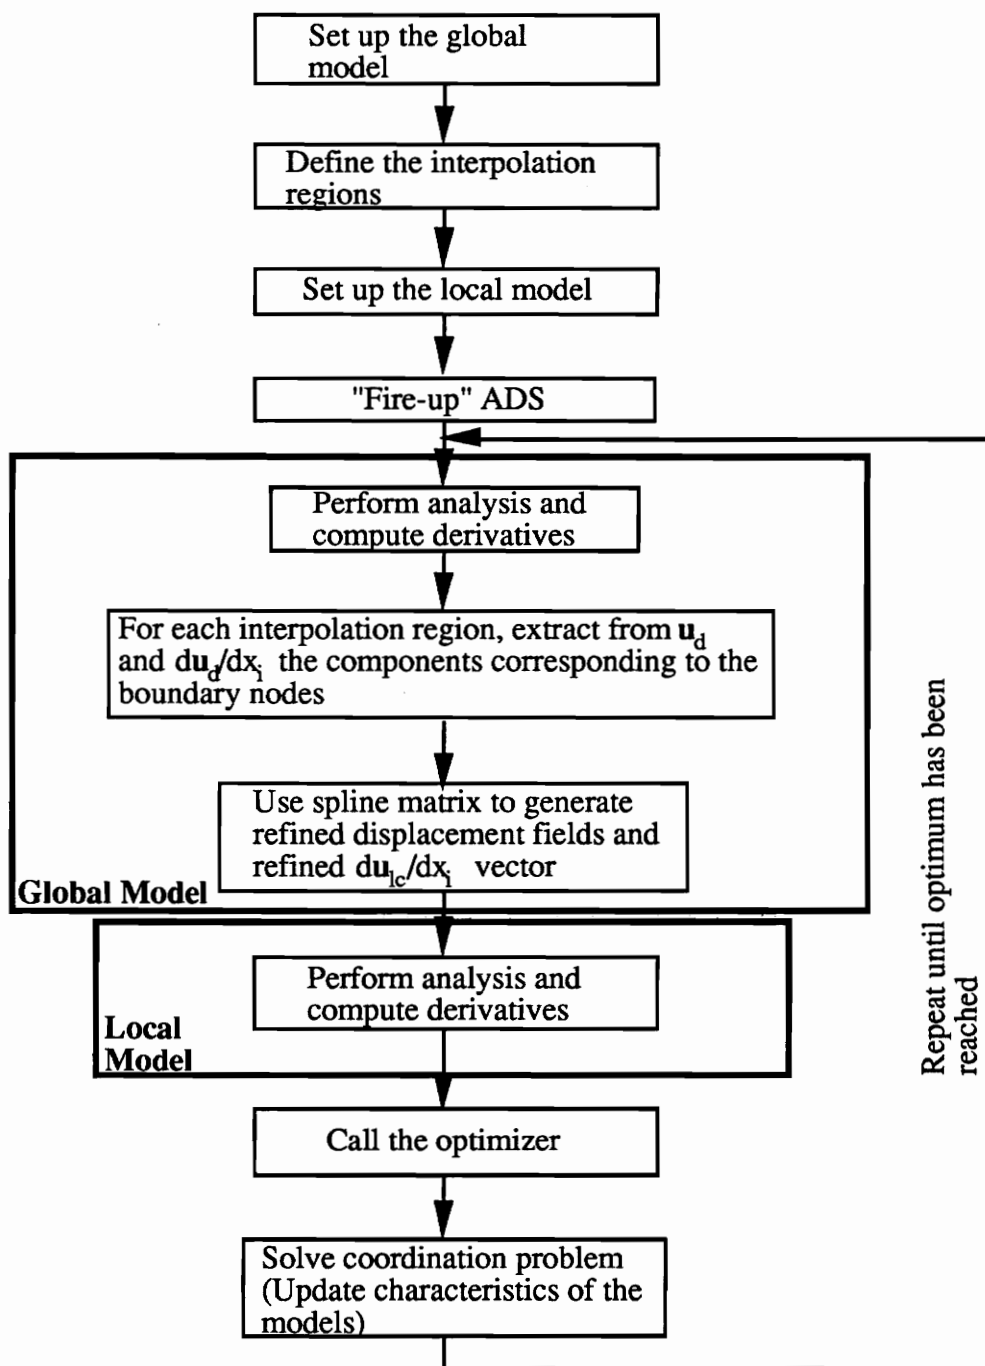 Set up the global
model
Define the interpolation
regions
Set up the local model
"Fire-up" ADS
Perform analysis and
compute derivatives
For each interpolation region, extract from u_d
and du_d/dx_i the components corresponding to the
boundary nodes
Use spline matrix to generate
refined displacement fields and
refined du_lc/dx_i vector
Global Model
Perform analysis and
compute derivatives
Local
Model
Call the optimizer
Solve coordination problem
(Update characteristics of the
models)
Repeat until optimum has been
reached